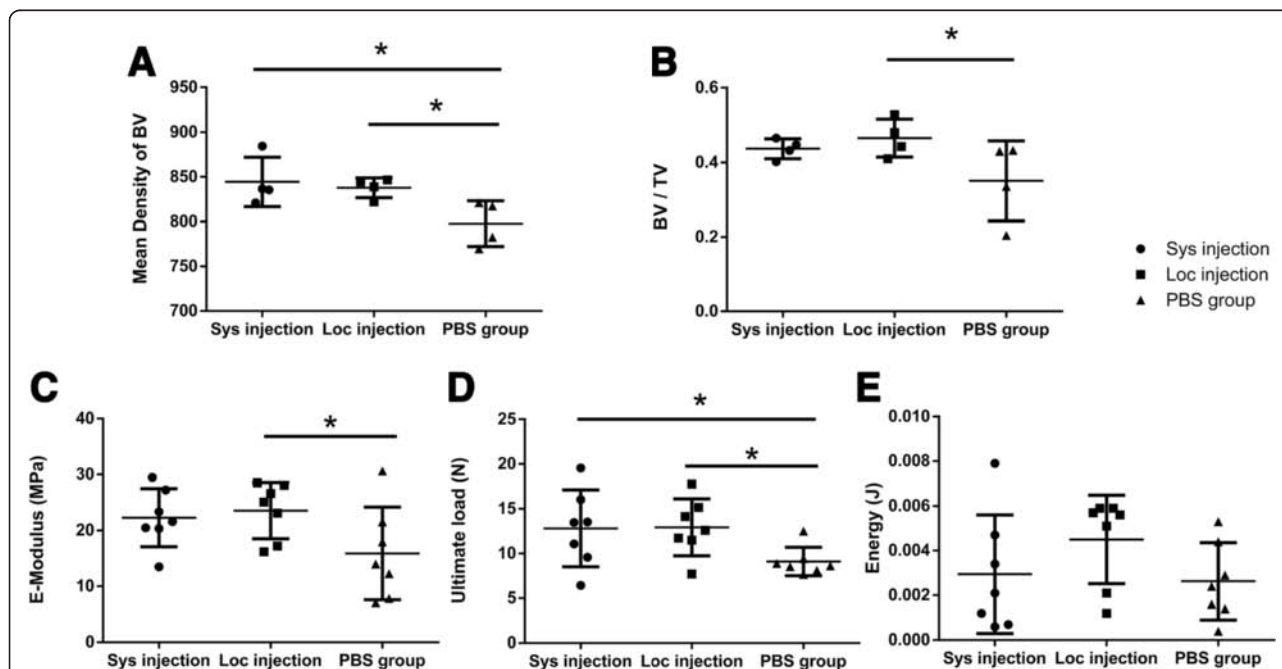 A
*
*
Mean Density of BV
950
900
850
800
750
700
Sys injection Loc injection PBS group
B
*
BV / TV
0.6
0.4
0.2
0.0
Sys injection Loc injection PBS group
Sys injection
Loc injection
PBS group
C
*
E-Modulus (MPa)
40
30
20
10
0
Sys injection Loc injection PBS group
D
*
*
Ultimate load (N)
25
20
15
10
5
0
Sys injection Loc injection PBS group
E
Energy (J)
0.010
0.008
0.006
0.004
0.002
0.000
Sys injection Loc injection PBS group